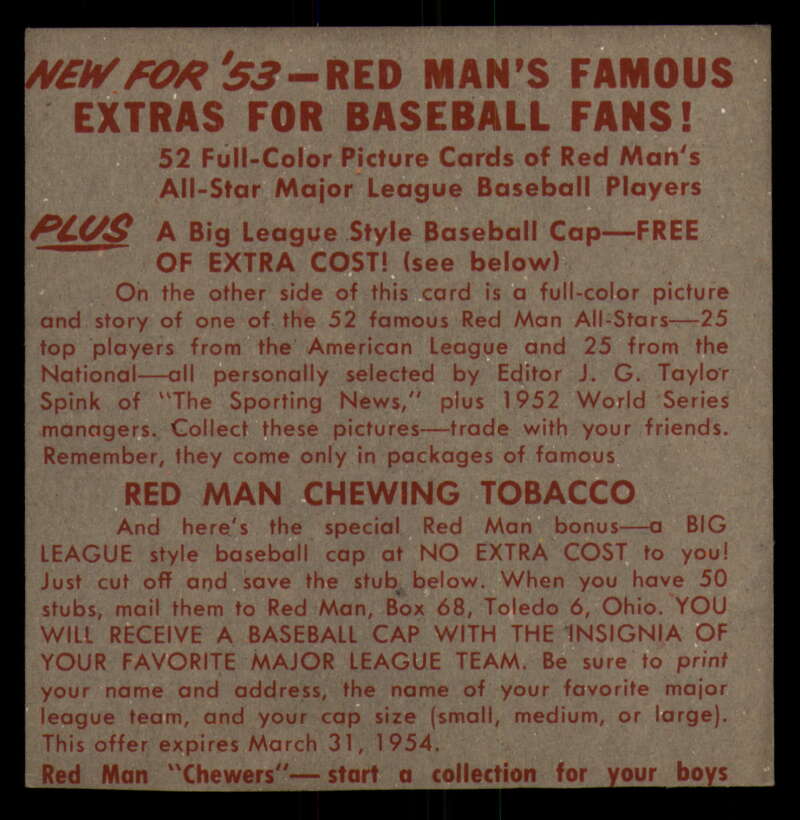 NEW FOR '53—RED MAN'S FAMOUS
EXTRAS FOR BASEBALL FANS!
52 Full-Color Picture Cards of Red Man's
All-Star Major League Baseball Players
PLUS A Big League Style Baseball Cap—FREE
OF EXTRA COST! (see below)
On the other side of this card is a full-color picture
and story of one of the 52 famous Red Man All-Stars—25
top players from the American League and 25 from the
National—all personally selected by Editor J. G. Taylor
Spink of "The Sporting News," plus 1952 World Series
managers. Collect these pictures—trade with your friends.
Remember, they come only in packages of famous
RED MAN CHEWING TOBACCO
And here's the special Red Man bonus—a BIG
LEAGUE style baseball cap at NO EXTRA COST to you!
Just cut off and save the stub below. When you have 50
stubs, mail them to Red Man, Box 68, Toledo 6, Ohio. YOU
WILL RECEIVE A BASEBALL CAP WITH THE INSIGNIA OF
YOUR FAVORITE MAJOR LEAGUE TEAM. Be sure to print
your name and address, the name of your favorite major
league team, and your cap size (small, medium, or large).
This offer expires March 31, 1954.
Red Man "Chewers"—start a collection for your boys